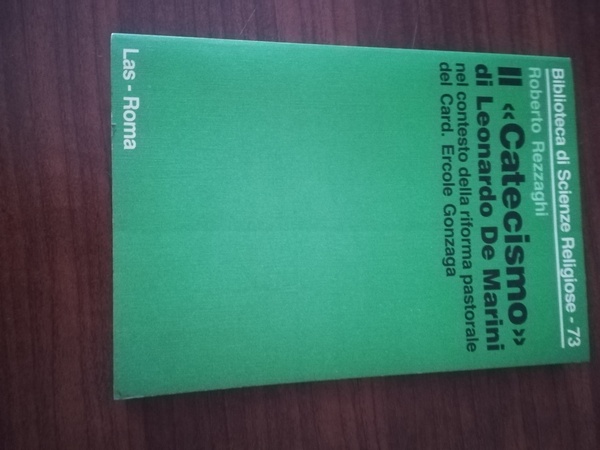 Biblioteca di Scienze Religiose - 73
Roberto Rezzaghi
Il «Catecismo»
di Leonardo De Marini
nel contesto della riforma pastorale
del Card. Ercole Gonzaga
Las - Roma